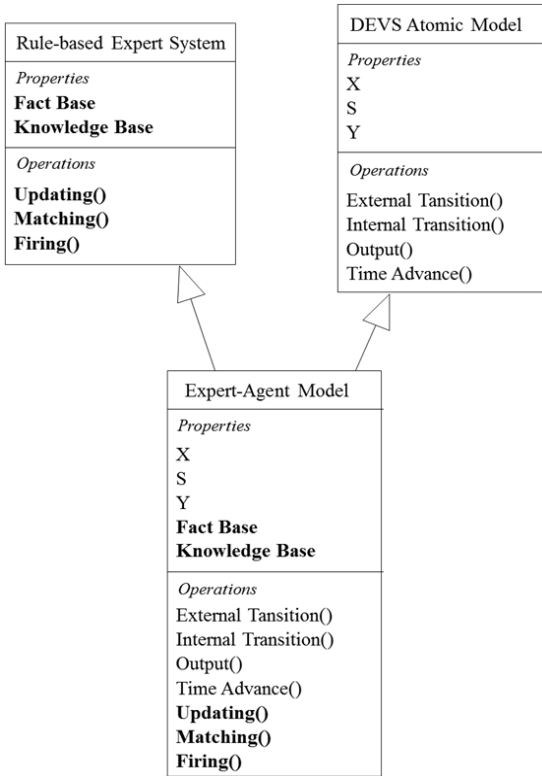 Rule-based Expert System
Properties
Fact Base
Knowledge Base
Operations
Updating()
Matching()
Firing()
DEVS Atomic Model
Properties
X
S
Y
Operations
External Tansition()
Internal Transition()
Output()
Time Advance()
Expert-Agent Model
Properties
X
S
Y
Fact Base
Knowledge Base
Operations
External Tansition()
Internal Transition()
Output()
Time Advance()
Updating()
Matching()
Firing()